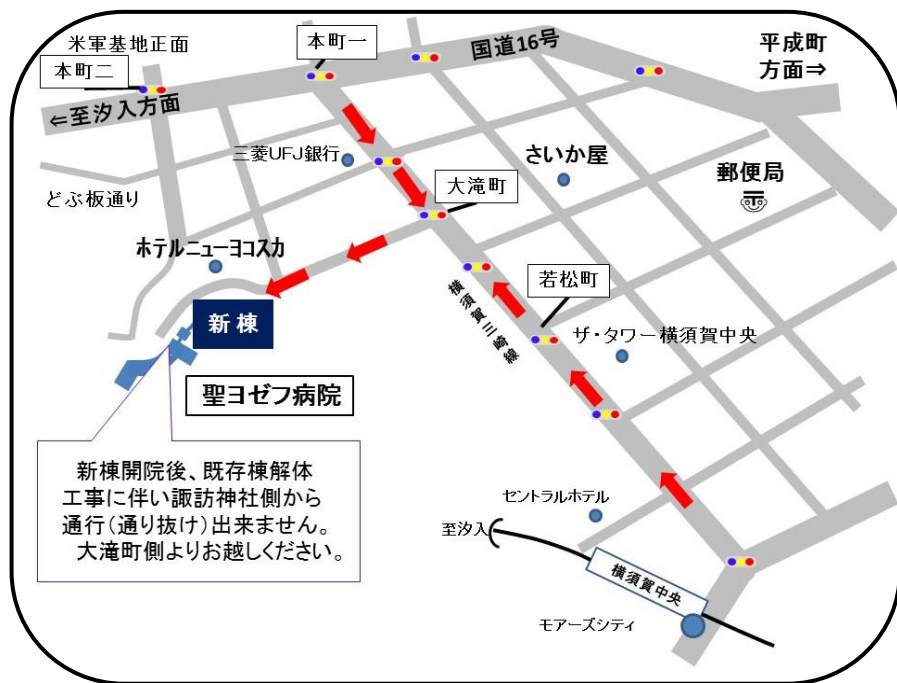 米軍基地正面
本町二
本町一
国道16号
平成町
方面⇒
⇐至汐入方面
三菱UFJ銀行
さいか屋
郵便局
どぶ板通り
大滝町
ホテルニューヨコスカ
新棟
横須賀三崎線
若松町
ザ・タワー横須賀中央
聖ヨゼフ病院
新棟開院後、既存棟解体
工事に伴い諏訪神社側から
通行(通り抜け)出来ません。
大滝町側よりお越しください。
セントラルホテル
至汐入
横須賀中央
モアーズシティ